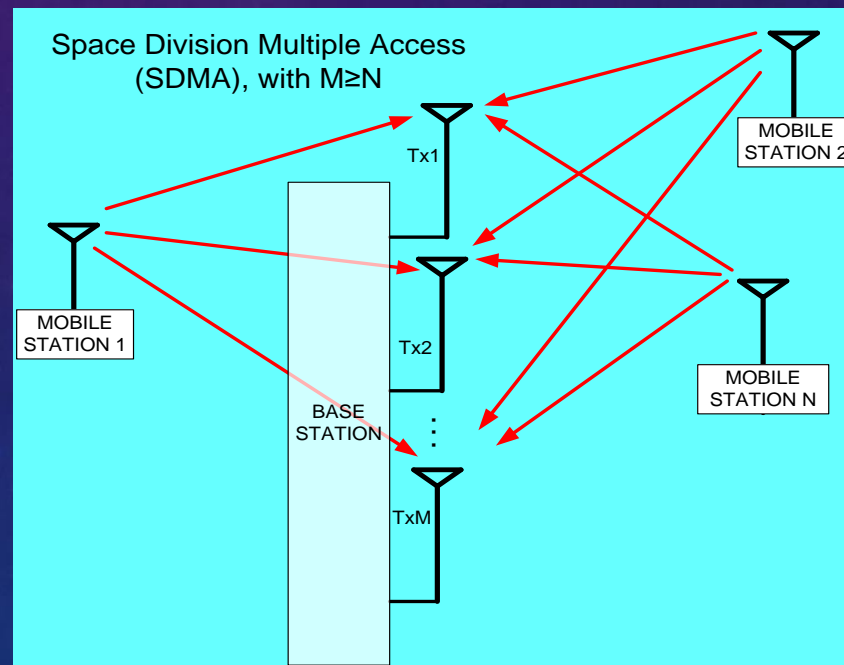 Space Division Multiple Access
(SDMA), with M≥N
Tx1
MOBILE
STATION 2
MOBILE
STATION 1
Tx2
MOBILE
STATION N
BASE
STATION
...
TxM